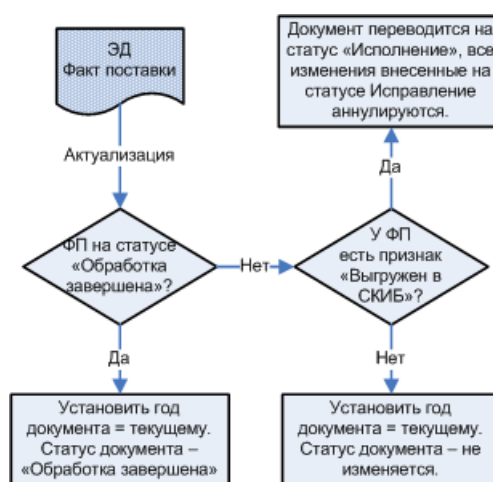 ЭД
Факт поставки
Документ переводится на
статус «Исполнение», все
изменения внесенные на
статусе Исправление
аннулируются.
Актуализация
Да
ФП на статусе
«Обработка
завершена»?
Нет
У ФП
есть признак
«Выгружен в
СКИБ»?
Да
Нет
Установить год
документа = текущему.
Статус документа –
«Обработка завершена»
Установить год
документа = текущему.
Статус документа – не
изменяется.